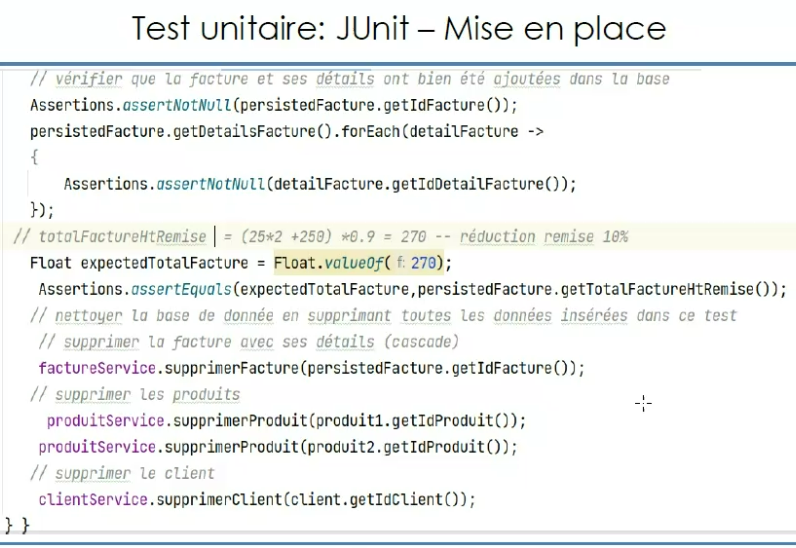 Test unitaire: JUnit – Mise en place
// vérifier que la facture et ses détails ont bien été ajoutées dans la base
Assertions.assertNotNull(persistedFacture.getIdFacture());
persistedFacture.getDetailsFacture().forEach(detailFacture ->
{
Assertions.assertNotNull(detailFacture.getIdDetailFacture());
});
// totalFactureHtRemise = (25*2 +250) *0.9 = 270 -- réduction remise 10%
Float expectedTotalFacture = Float.valueOf( f: 270);
Assertions.assertEquals(expectedTotalFacture,persistedFacture.getTotalFactureHtRemise());
// nettoyer la base de donnée en supprimant toutes les données insérées dans ce test
// supprimer la facture avec ses détails (cascade)
factureService.supprimerFacture(persistedFacture.getIdFacture());
// supprimer les produits
produitService.supprimerProduit(produit1.getIdProduit());
produitService.supprimerProduit(produit2.getIdProduit());
// supprimer le client
clientService.supprimerClient(client.getIdClient());
} }